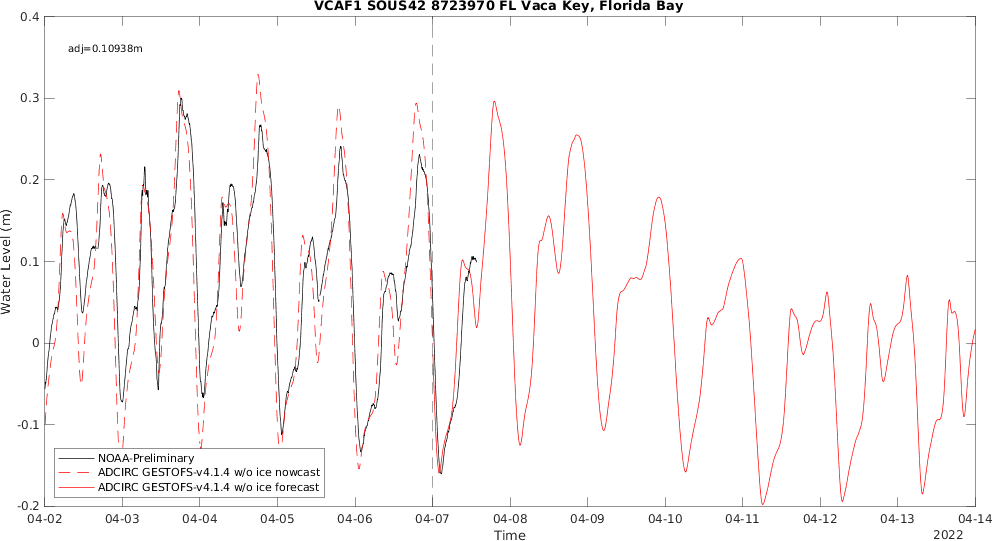 VCAF1 SOUS42 8723970 FL Vaca Key, Florida Bay
0.4
adj=0.10938m
0.3
0.2
0.1
0
-0.1
-0.2
Water Level (m)
NOAA-Preliminary
ADCIRC GESTOFS-v4.1.4 w/o ice nowcast
ADCIRC GESTOFS-v4.1.4 w/o ice forecast
04-02 04-03 04-04 04-05 04-06 04-07 04-08 04-09 04-10 04-11 04-12 04-13 04-14
Time
2022